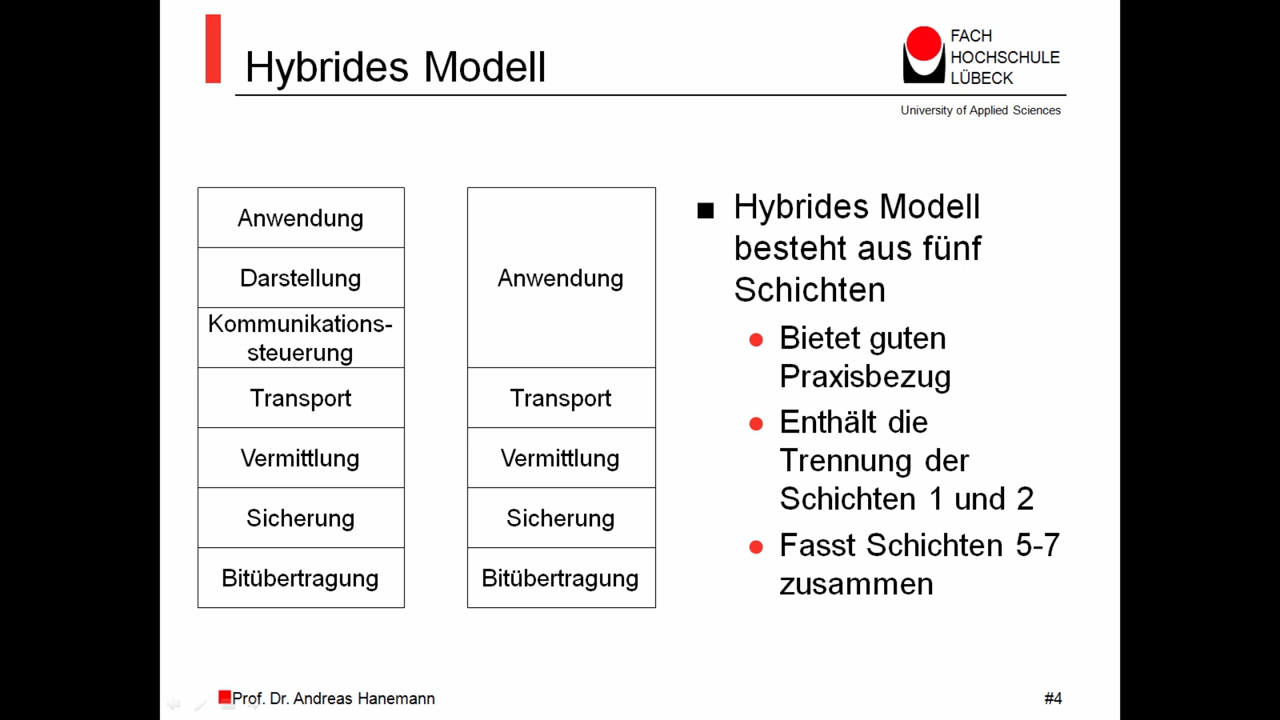 Hybrides Modell
FACH
HOCHSCHULE
LÜBECK
University of Applied Sciences
Anwendung
Darstellung
Kommunikations-
steuerung
Transport
Vermittlung
Sicherung
Bitübertragung
Anwendung
Transport
Vermittlung
Sicherung
Bitübertragung
Hybrides Modell
besteht aus fünf
Schichten
Bietet guten
Praxisbezug
Enthält die
Trennung der
Schichten 1 und 2
Fasst Schichten 5-7
zusammen
Prof. Dr. Andreas Hanemann
#4